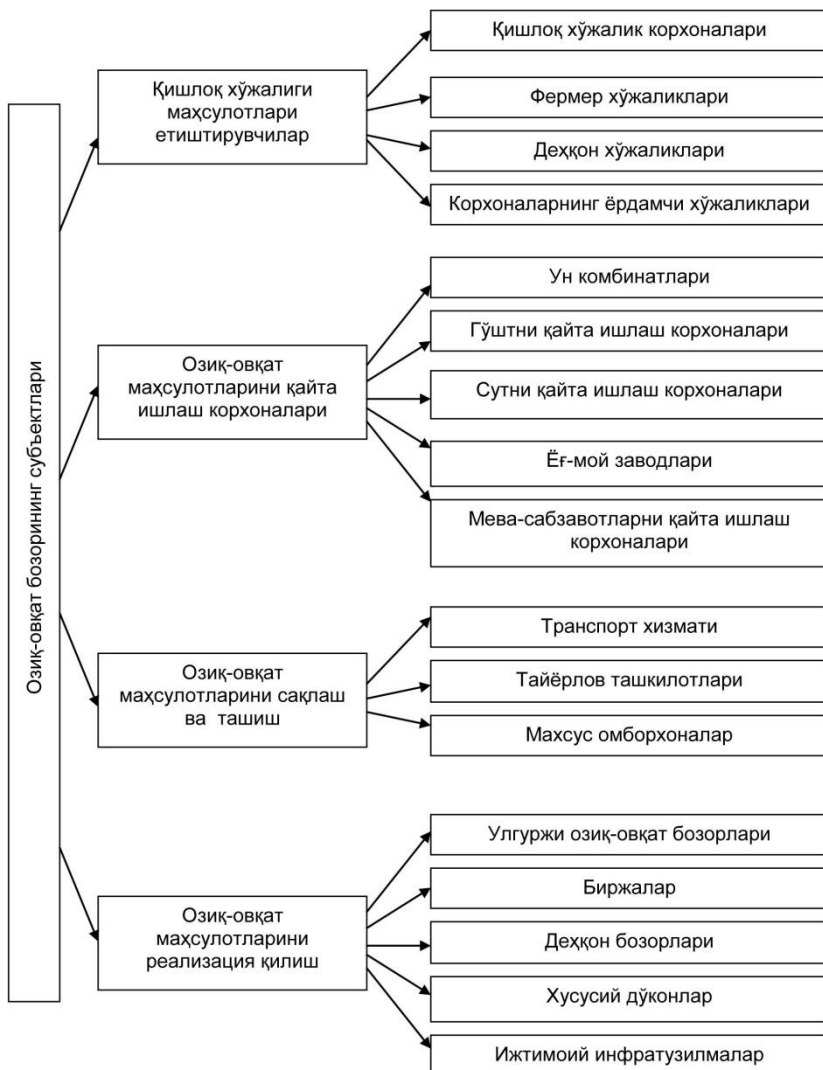 Озиқ-овқат бозорининг субъектлари
Қишлоқ хўжалиги
маҳсулотлари
етиштирувчилар
Қишлоқ хўжалик корхоналари
Фермер хўжаликлари
Деҳқон хўжаликлари
Корхоналарнинг ёрдамчи хўжаликлари
Озиқ-овқат
маҳсулотларини қайта
ишлаш корхоналари
Ун комбинатлари
Гўштни қайта ишлаш корхоналари
Сутни қайта ишлаш корхоналари
Ёғ-мой заводлари
Мева-сабзавотларни қайта ишлаш
корхоналари
Озиқ-овқат
маҳсулотларини сақлаш
ва ташиш
Транспорт хизмати
Тайёрлов ташкилотлари
Махсус омборхоналар
Озиқ-овқат
маҳсулотларини
реализация қилиш
Улгуржи озиқ-овқат бозорлари
Биржалар
Деҳқон бозорлари
Хусусий дўконлар
Ижтимоий инфратузилмалар